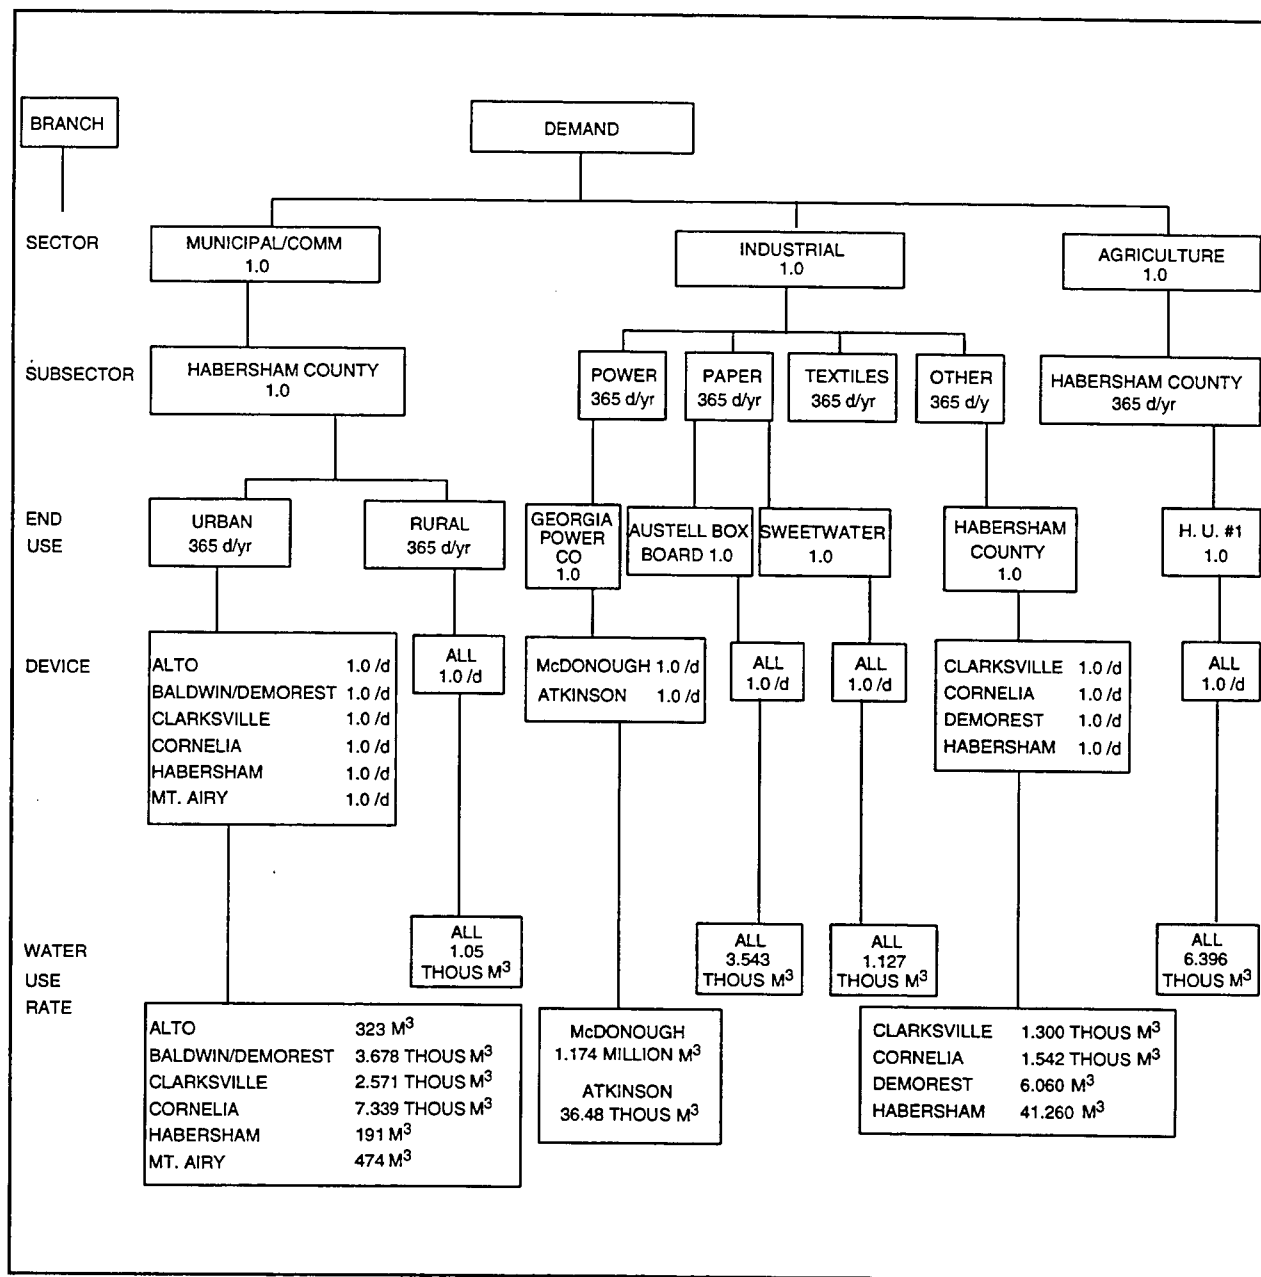 BRANCH
DEMAND
SECTOR
MUNICIPAL/COMM
1.0
INDUSTRIAL
1.0
AGRICULTURE
1.0
SUBSECTOR
HABERSHAM COUNTY
1.0
POWER
365 d/yr
PAPER
365 d/yr
TEXTILES
365 d/yr
OTHER
365 d/y
HABERSHAM COUNTY
365 d/yr
END
USE
URBAN
365 d/yr
RURAL
365 d/yr
GEORGIA
POWER
CO
1.0
AUSTELL BOX
BOARD 1.0
SWEETWATER
1.0
HABERSHAM
COUNTY
1.0
H. U. #1
1.0
DEVICE
ALTO 1.0 /d
BALDWIN/DEMOREST 1.0 /d
CLARKSVILLE 1.0 /d
CORNELIA 1.0 /d
HABERSHAM 1.0 /d
MT. AIRY 1.0 /d
ALL
1.0 /d
McDONOUGH 1.0 /d
ATKINSON 1.0 /d
ALL
1.0 /d
ALL
1.0 /d
CLARKSVILLE 1.0 /d
CORNELIA 1.0 /d
DEMOREST 1.0 /d
HABERSHAM 1.0 /d
ALL
1.0 /d
WATER
USE
RATE
ALL
1.05
THOUS M³
ALL
3.543
THOUS M³
ALL
1.127
THOUS M³
ALL
6.396
THOUS M³
ALTO 323 M³
BALDWIN/DEMOREST 3.678 THOUS M³
CLARKSVILLE 2.571 THOUS M³
CORNELIA 7.339 THOUS M³
HABERSHAM 191 M³
MT. AIRY 474 M³
McDONOUGH
1.174 MILLION M³
ATKINSON
36.48 THOUS M³
CLARKSVILLE 1.300 THOUS M³
CORNELIA 1.542 THOUS M³
DEMOREST 6.060 M³
HABERSHAM 41.260 M³